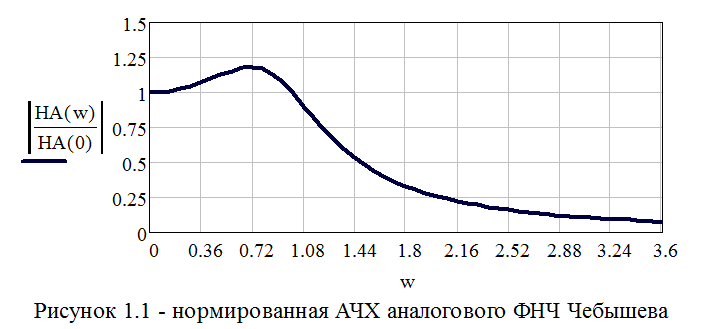 1.5
1.25
1
0.75
0.5
0.25
0
|HA(w)/HA(0)|
0 0.36 0.72 1.08 1.44 1.8 2.16 2.52 2.88 3.24 3.6
w
Рисунок 1.1 - нормированная АЧХ аналогового ФНЧ Чебышева